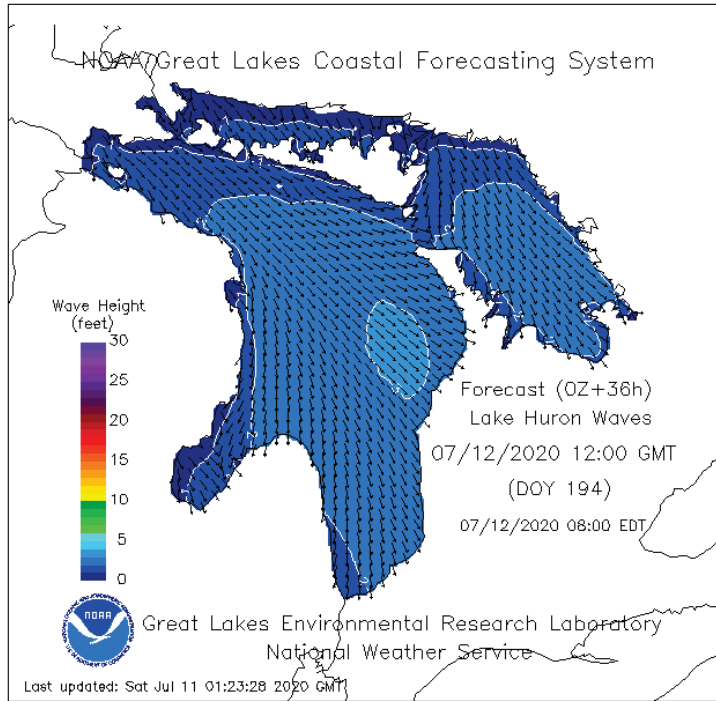 NOAA/Great Lakes Coastal Forecasting System
Wave Height
(feet)
30
25
20
15
10
5
0
Forecast (0Z+36h)
Lake Huron Waves
07/12/2020 12:00 GMT
(DOY 194)
07/12/2020 08:00 EDT
NOAA
Great Lakes Environmental Research Laboratory
National Weather Service
Last updated: Sat Jul 11 01:23:28 2020 GMT